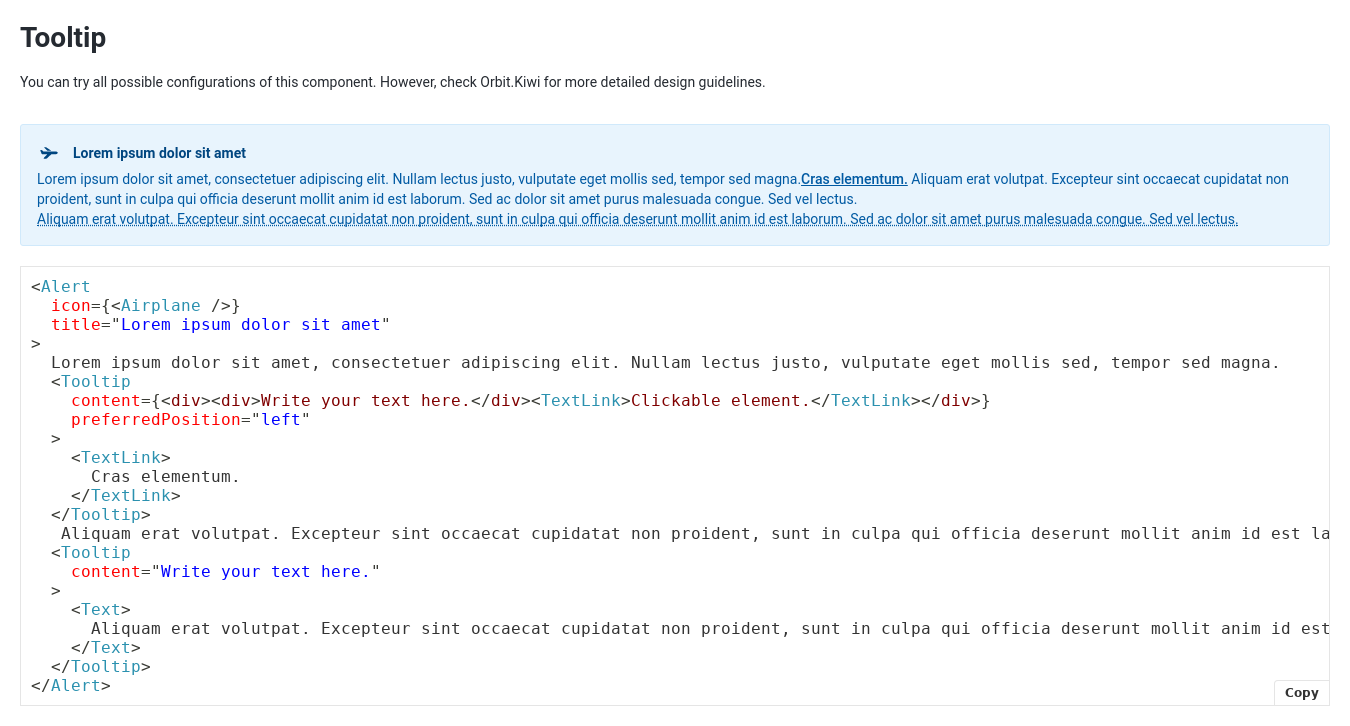 Tooltip
You can try all possible configurations of this component. However, check Orbit.Kiwi for more detailed design guidelines.
Lorem ipsum dolor sit amet
Lorem ipsum dolor sit amet, consectetuer adipiscing elit. Nullam lectus justo, vulputate eget mollis sed, tempor sed magna.Cras elementum. Aliquam erat volutpat. Excepteur sint occaecat cupidatat non
proident, sunt in culpa qui officia deserunt mollit anim id est laborum. Sed ac dolor sit amet purus malesuada congue. Sed vel lectus.
Aliquam erat volutpat. Excepteur sint occaecat cupidatat non proident, sunt in culpa qui officia deserunt mollit anim id est laborum. Sed ac dolor sit amet purus malesuada congue. Sed vel lectus.
<Alert
  icon={<Airplane />}
  title="Lorem ipsum dolor sit amet"
>
  Lorem ipsum dolor sit amet, consectetuer adipiscing elit. Nullam lectus justo, vulputate eget mollis sed, tempor sed magna.
  <Tooltip
    content={<div><div>Write your text here.</div><TextLink>Clickable element.</TextLink></div>}
    preferredPosition="left"
  >
    <TextLink>
      Cras elementum.
    </TextLink>
  </Tooltip>
   Aliquam erat volutpat. Excepteur sint occaecat cupidatat non proident, sunt in culpa qui officia deserunt mollit anim id est la
  <Tooltip
    content="Write your text here."
  >
    <Text>
      Aliquam erat volutpat. Excepteur sint occaecat cupidatat non proident, sunt in culpa qui officia deserunt mollit anim id est
    </Text>
  </Tooltip>
</Alert>
Copy